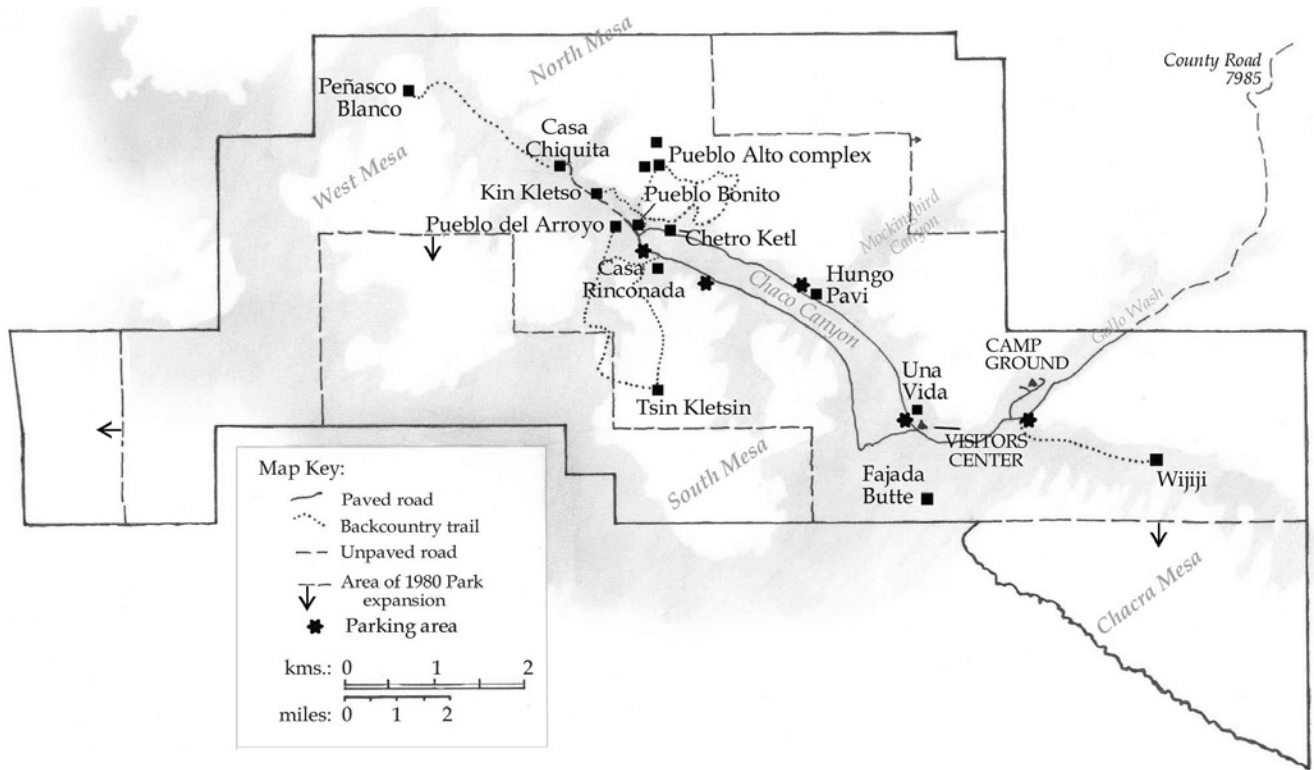 North Mesa
County Road
7985
Peñasco
Blanco
Casa
Chiquita
Pueblo Alto complex
West Mesa
Kin Kletso
Pueblo Bonito
Pueblo del Arroyo
Chetro Ketl
Mockingbird
Canyon
Casa
Rinconada
Chaco Canyon
Hungo
Pavi
Gallo Wash
CAMP
GROUND
Una
Vida
Tsin Kletsin
VISITORS
CENTER
South Mesa
Fajada
Butte
Wijiji
Chacra Mesa
Map Key:
Paved road
Backcountry trail
Unpaved road
Area of 1980 Park
expansion
Parking area
kms.: 0 1 2
miles: 0 1 2